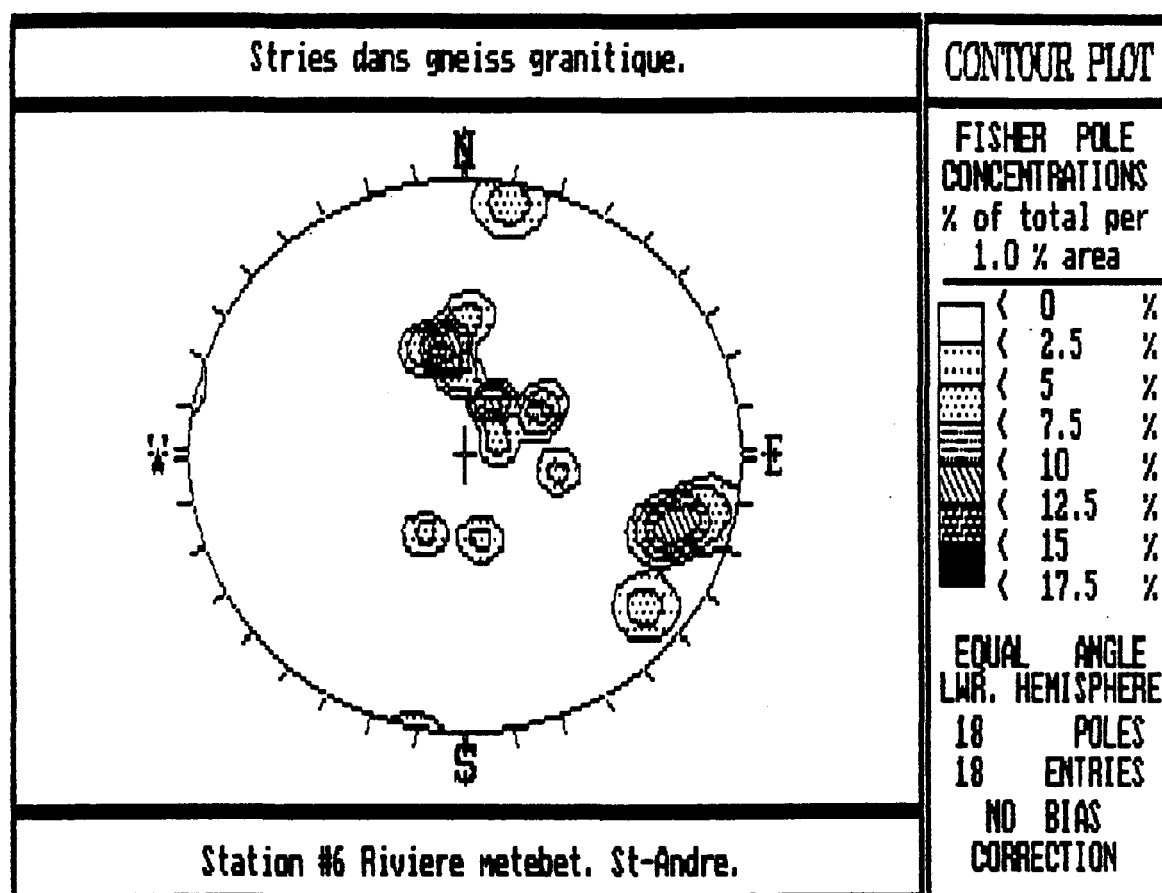 Stries dans gneiss granitique.
CONTOUR PLOT
N
W
E
S
FISHER POLE
CONCENTRATIONS
% of total per
1.0 % area
< 0 %
< 2.5 %
< 5 %
< 7.5 %
< 10 %
< 12.5 %
< 15 %
< 17.5 %
EQUAL ANGLE
LWR. HEMISPHERE
18 POLES
18 ENTRIES
NO BIAS
CORRECTION
Station #6 Riviere metebet. St-Andre.